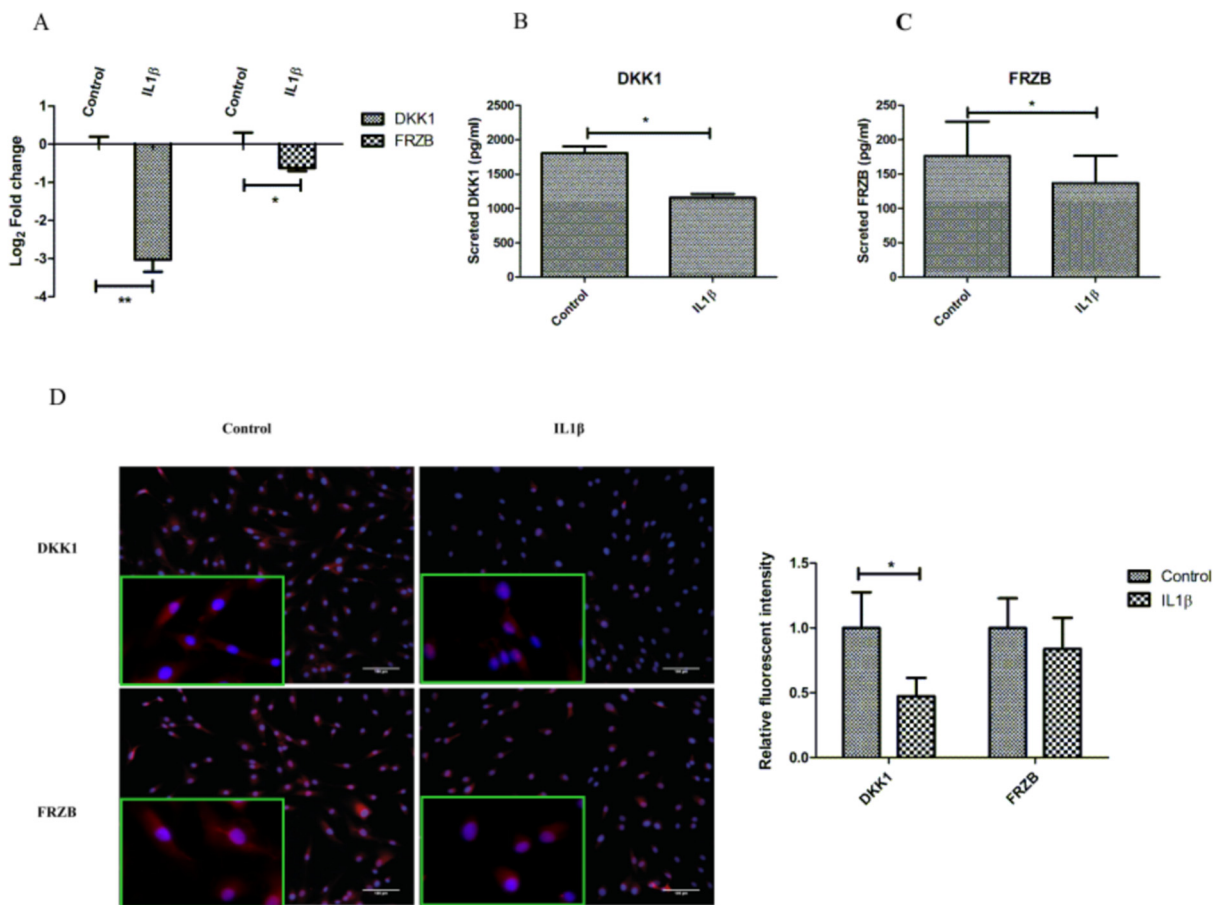 A
Control
IL1β
Control
IL1β
1
0
-1
-2
-3
-4
Log2 Fold change
**
*
DKK1
FRZB
B
DKK1
*
2500
2000
1500
1000
500
0
Screted DKK1 (pg/ml)
Control
IL1β
C
FRZB
*
250
200
150
100
50
0
Screted FRZB (pg/ml)
Control
IL1β
D
Control
IL1β
DKK1
FRZB
1.5
1.0
0.5
0.0
Relative fluorescent intensity
*
DKK1
FRZB
Control
IL1β